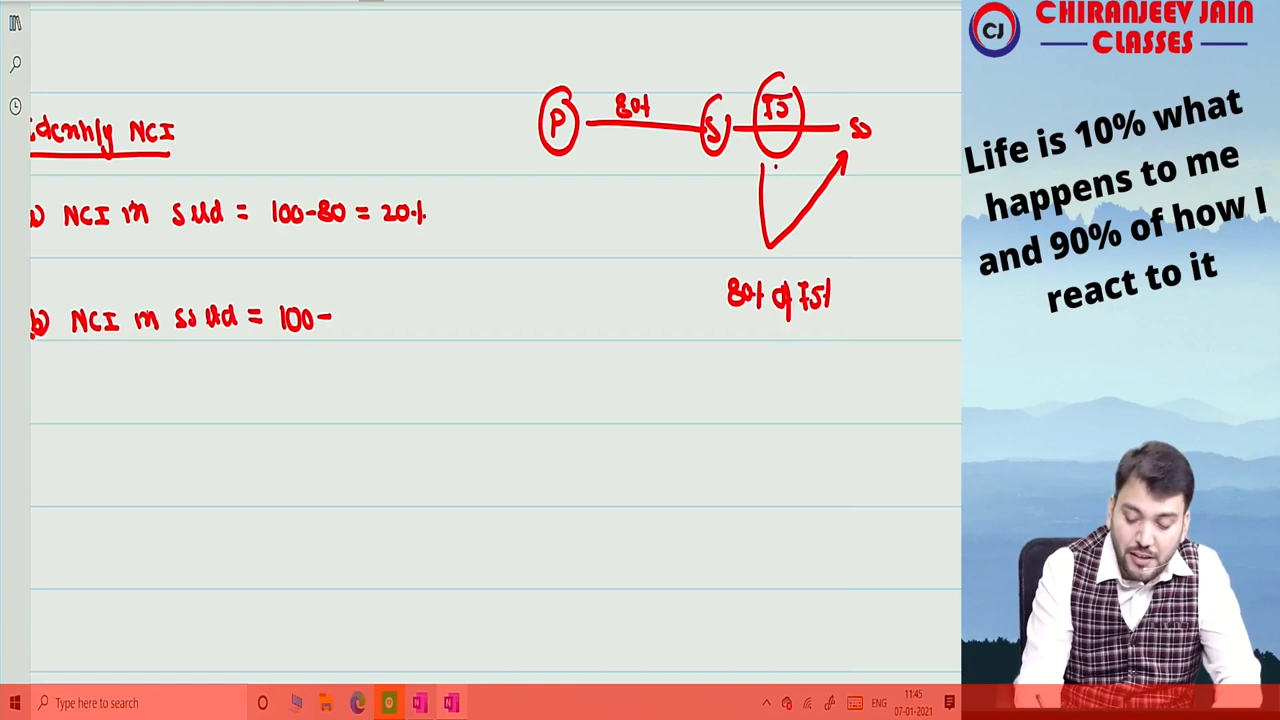 Identify NCI
a) NCI in S Ltd = 100-80 = 20%
b) NCI in SS Ltd = 100-
P 80% S 75 SS
80% of 75%
CHIRANJEEV JAIN
CLASSES
CJ
Life is 10% what
happens to me
and 90% of how I
react to it
Type here to search
ENG
11:45
07-01-2021